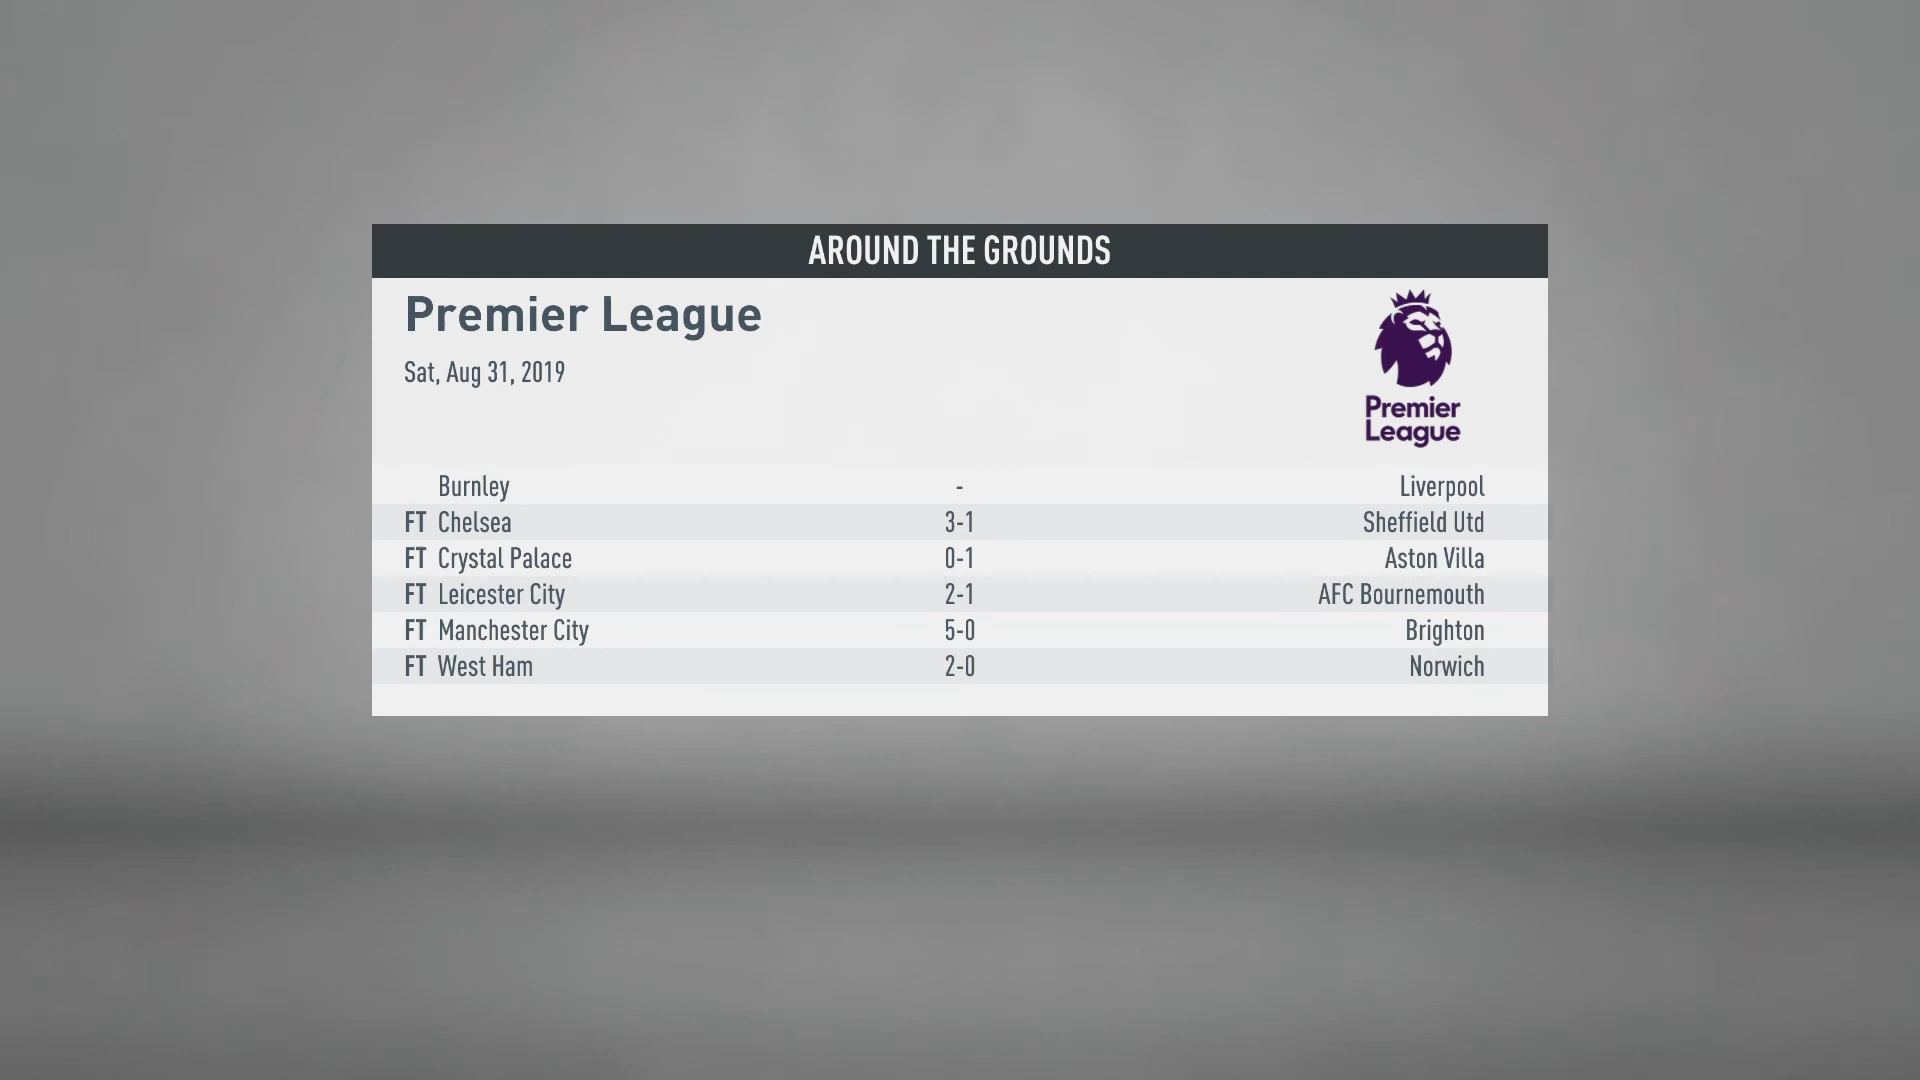 AROUND THE GROUNDS
Premier League
Sat, Aug 31, 2019
Premier
League
Burnley - Liverpool
FT Chelsea 3-1 Sheffield Utd
FT Crystal Palace 0-1 Aston Villa
FT Leicester City 2-1 AFC Bournemouth
FT Manchester City 5-0 Brighton
FT West Ham 2-0 Norwich